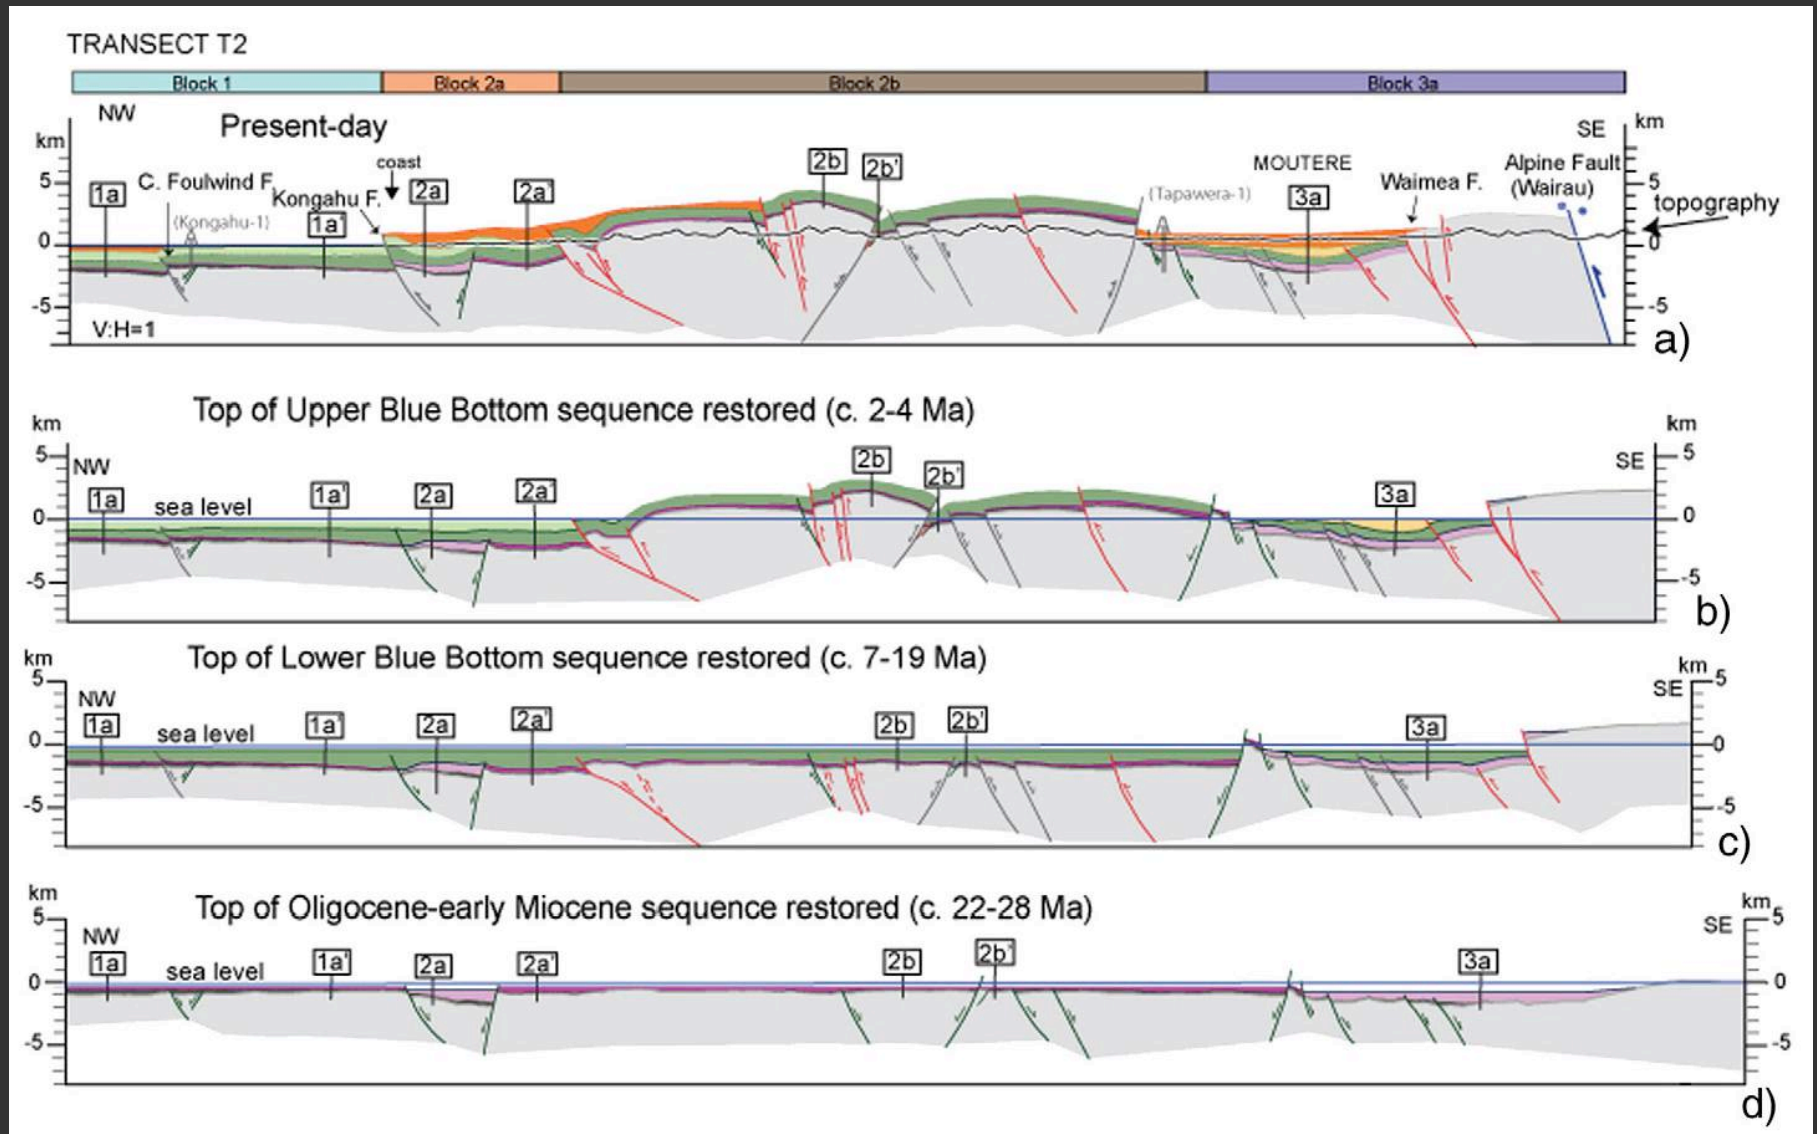 TRANSECT T2
Block 1
Block 2a
Block 2b
Block 3a
NW
Present-day
SE
km
km
coast
C. Foulwind F.
Kongahu F.
(Kongahu-1)
1a
1a'
2a
2a'
2b
2b'
(Tapawera-1)
MOUTERE
3a
Waimea F.
Alpine Fault
(Wairau)
topography
5
0
-5
5
0
-5
V:H=1
a)
Top of Upper Blue Bottom sequence restored (c. 2-4 Ma)
km
km
NW
SE
1a
sea level
1a'
2a
2a'
2b
2b'
3a
5
0
-5
5
0
-5
b)
Top of Lower Blue Bottom sequence restored (c. 7-19 Ma)
km
km
NW
SE
1a
sea level
1a'
2a
2a'
2b
2b'
3a
5
0
-5
5
0
-5
c)
Top of Oligocene-early Miocene sequence restored (c. 22-28 Ma)
km
km
NW
SE
1a
sea level
1a'
2a
2a'
2b
2b'
3a
5
0
-5
5
0
-5
d)